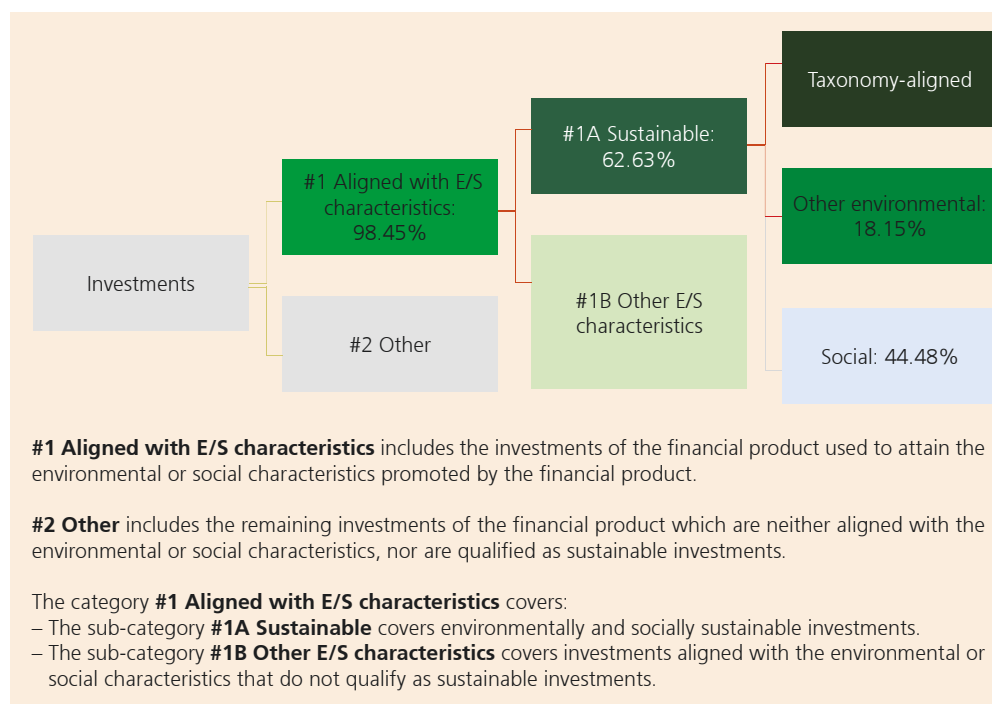 Taxonomy-aligned
#1A Sustainable:
62.63%
#1 Aligned with E/S
characteristics:
98.45%
Other environmental:
18.15%
Investments
#1B Other E/S
characteristics
#2 Other
Social: 44.48%
#1 Aligned with E/S characteristics includes the investments of the financial product used to attain the
environmental or social characteristics promoted by the financial product.
#2 Other includes the remaining investments of the financial product which are neither aligned with the
environmental or social characteristics, nor are qualified as sustainable investments.
The category #1 Aligned with E/S characteristics covers:
– The sub-category #1A Sustainable covers environmentally and socially sustainable investments.
– The sub-category #1B Other E/S characteristics covers investments aligned with the environmental or
social characteristics that do not qualify as sustainable investments.